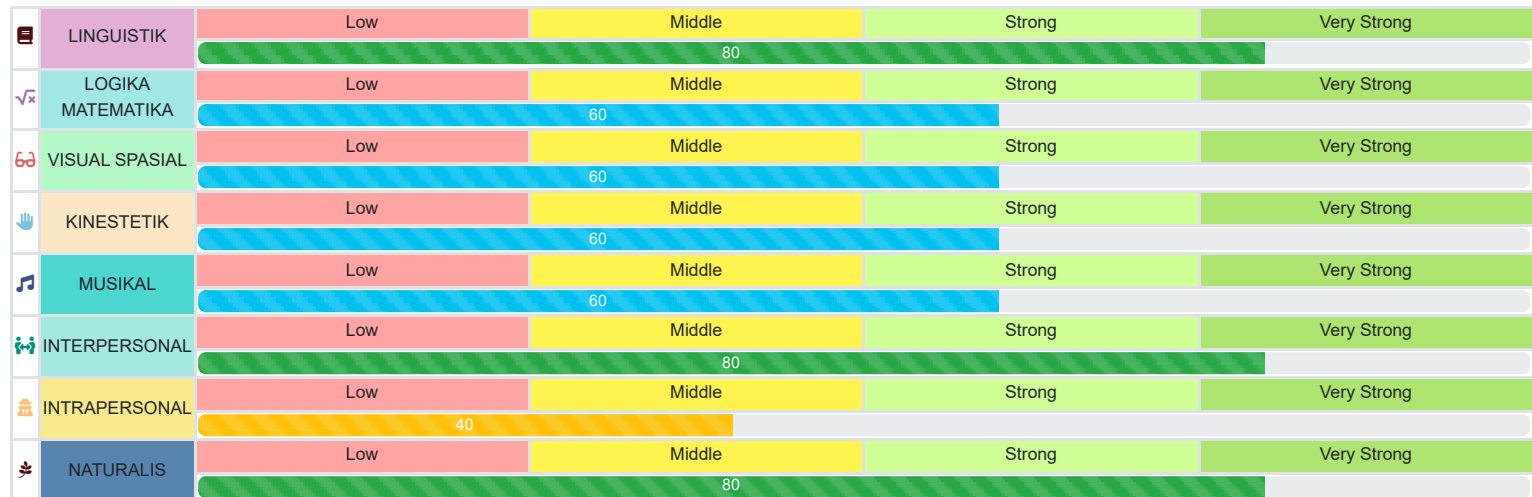 LINGUISTIK
Low Middle Strong Very Strong
80
LOGIKA
MATEMATIKA
Low Middle Strong Very Strong
60
VISUAL SPASIAL
Low Middle Strong Very Strong
60
KINESTETIK
Low Middle Strong Very Strong
60
MUSIKAL
Low Middle Strong Very Strong
60
INTERPERSONAL
Low Middle Strong Very Strong
80
INTRAPERSONAL
Low Middle Strong Very Strong
40
NATURALIS
Low Middle Strong Very Strong
80